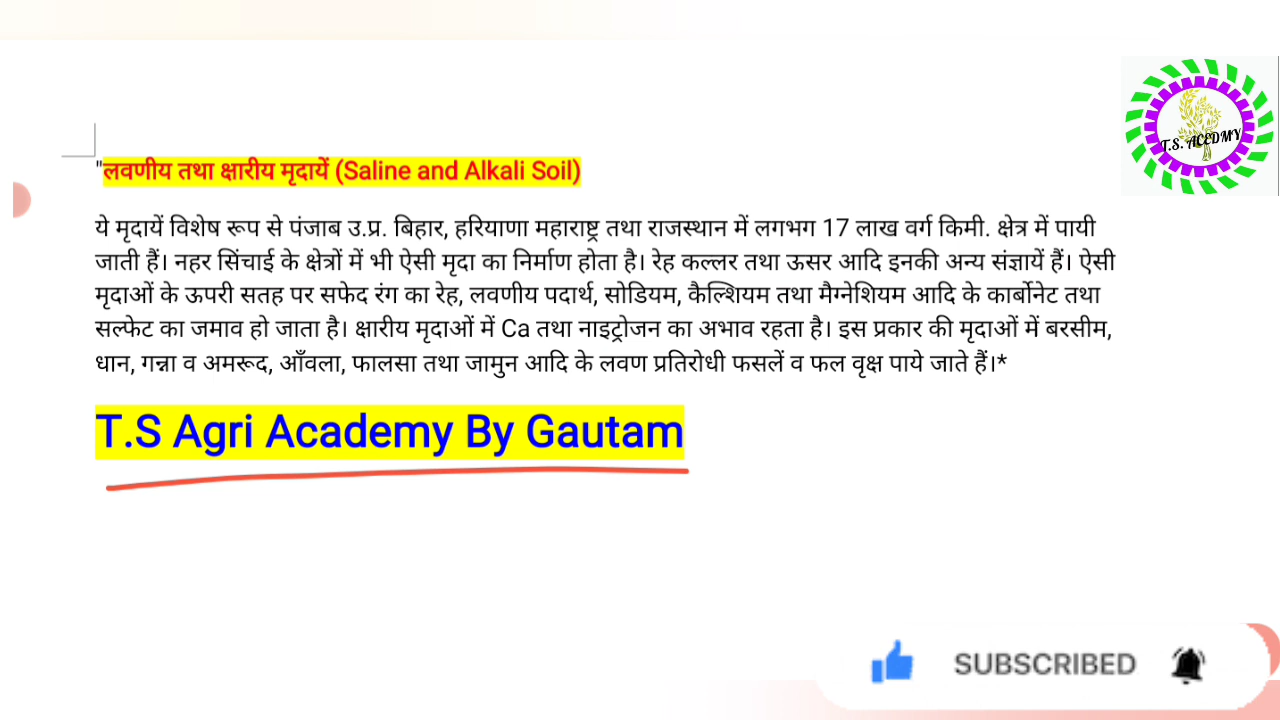 "लवणीय तथा क्षारीय मृदायें (Saline and Alkali Soil)
ये मृदायें विशेष रूप से पंजाब उ.प्र. बिहार, हरियाणा महाराष्ट्र तथा राजस्थान में लगभग 17 लाख वर्ग किमी. क्षेत्र में पायी
जाती हैं। नहर सिंचाई के क्षेत्रों में भी ऐसी मृदा का निर्माण होता है। रेह कल्लर तथा ऊसर आदि इनकी अन्य संज्ञायें हैं। ऐसी
मृदाओं के ऊपरी सतह पर सफेद रंग का रेह, लवणीय पदार्थ, सोडियम, कैल्शियम तथा मैग्नेशियम आदि के कार्बोनेट तथा
सल्फेट का जमाव हो जाता है। क्षारीय मृदाओं में Ca तथा नाइट्रोजन का अभाव रहता है। इस प्रकार की मृदाओं में बरसीम,
धान, गन्ना व अमरूद, आँवला, फालसा तथा जामुन आदि के लवण प्रतिरोधी फसलें व फल वृक्ष पाये जाते हैं।*
T.S Agri Academy By Gautam
T.S. ACEDMY
SUBSCRIBED